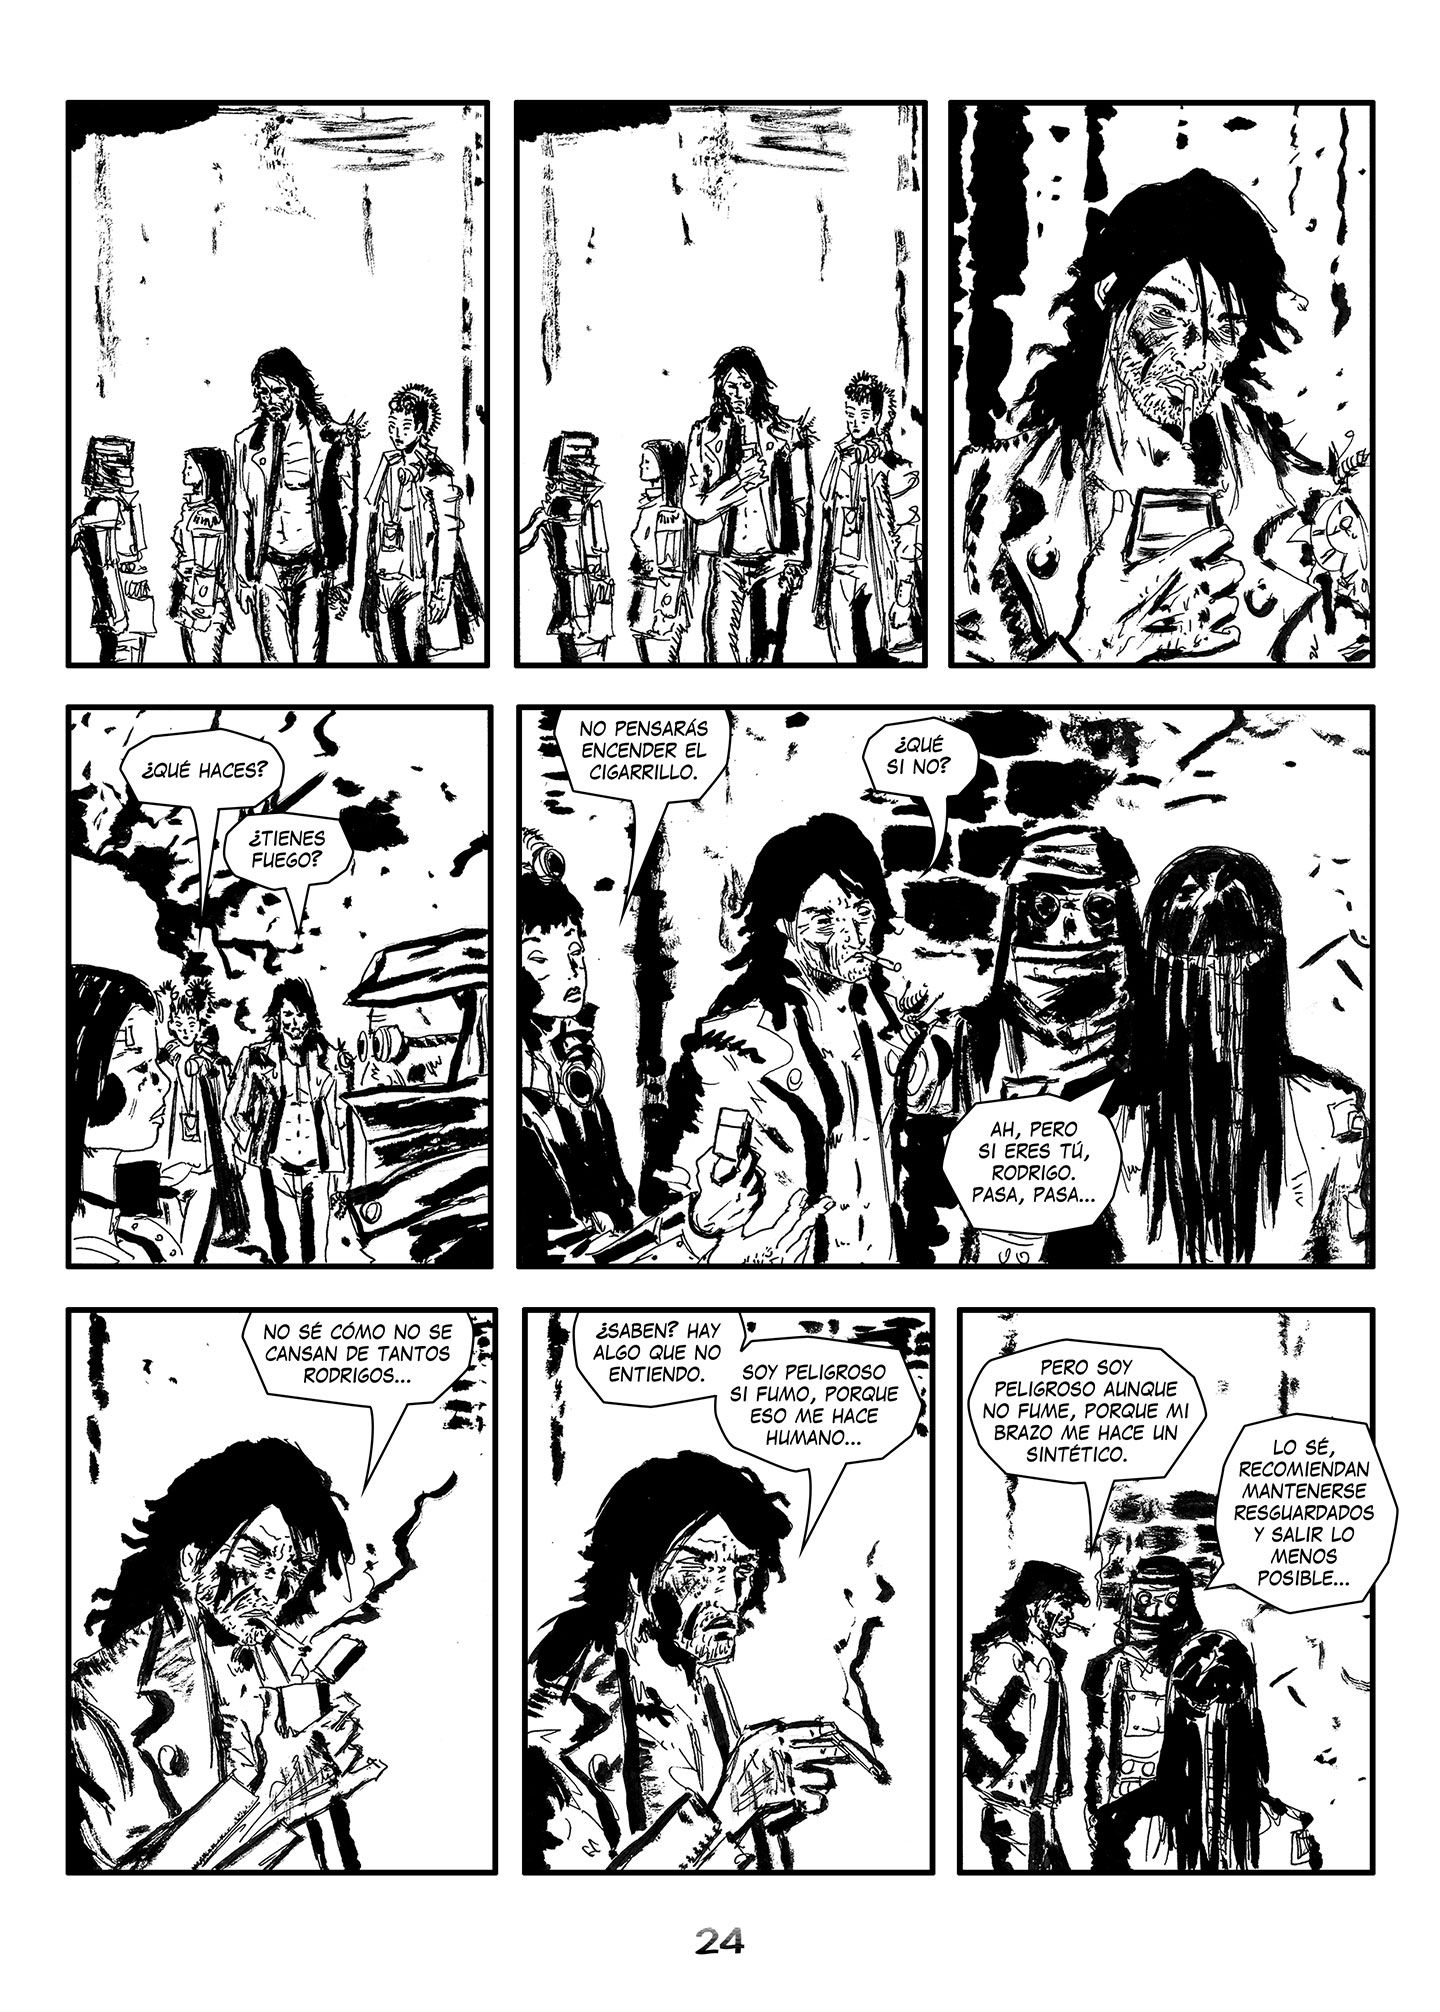 ¿QUÉ HACES?
¿TIENES
FUEGO?
NO PENSARÁS
ENCENDER EL
CIGARRILLO.
¿QUÉ
SI NO?
AH, PERO
SI ERES TÚ,
RODRIGO.
PASA, PASA...
NO SÉ CÓMO NO SE
CANSAN DE TANTOS
RODRIGOS...
¿SABEN? HAY
ALGO QUE NO
ENTIENDO.
SOY PELIGROSO
SI FUMO, PORQUE
ESO ME HACE
HUMANO...
PERO SOY
PELIGROSO AUNQUE
NO FUME, PORQUE MI
BRAZO ME HACE UN
SINTÉTICO.
LO SÉ,
RECOMIENDAN
MANTENERSE
RESGUARDADOS
Y SALIR LO
MENOS
POSIBLE...
24